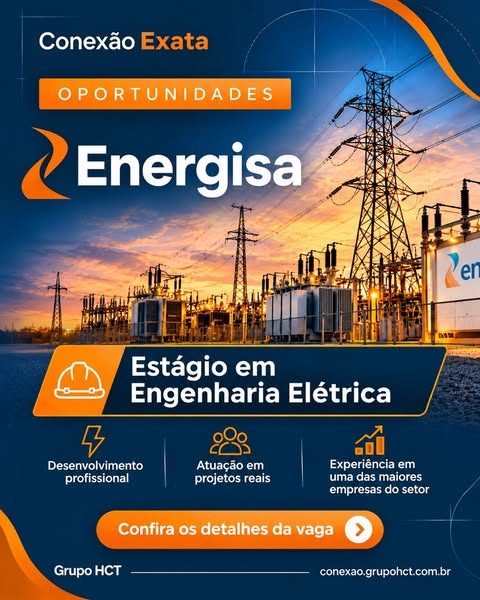 Conexão Exata
OPORTUNIDADES
Energisa
en
Estágio em
Engenharia Elétrica
Desenvolvimento
profissional
Atuação em
projetos reais
Experiência em
uma das maiores
empresas do setor
Confira os detalhes da vaga
Grupo HCT
conexao.grupohct.com.br